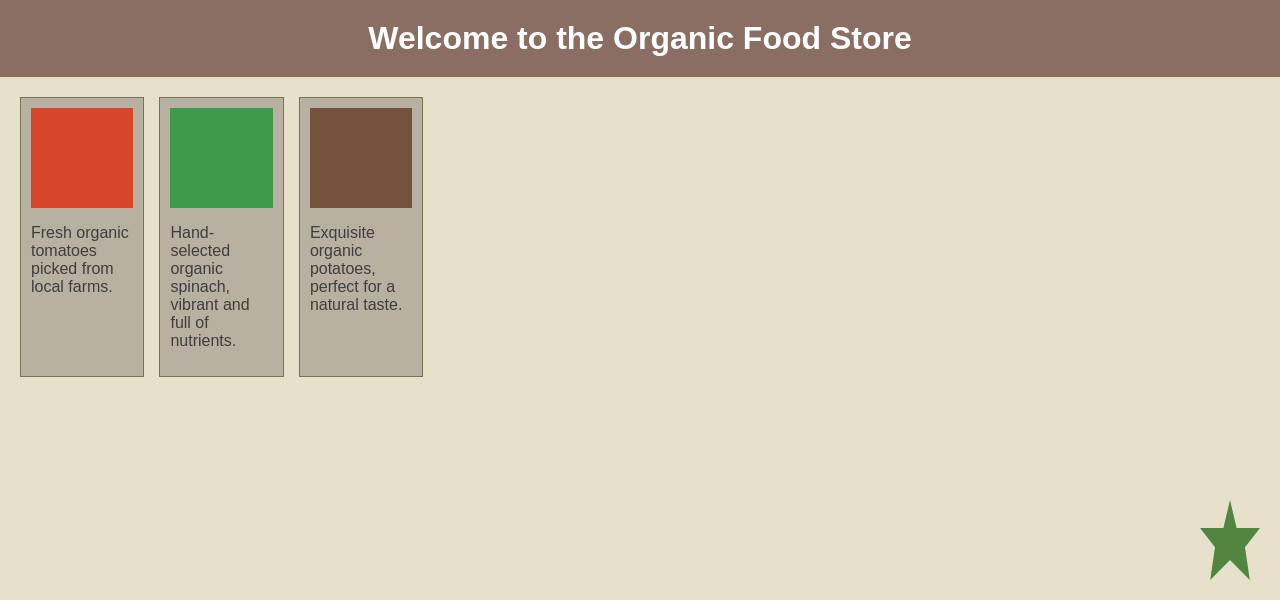 Welcome to the Organic Food Store
Fresh organic
tomatoes
picked from
local farms.
Hand-
selected
organic
spinach,
vibrant and
full of
nutrients.
Exquisite
organic
potatoes,
perfect for a
natural taste.